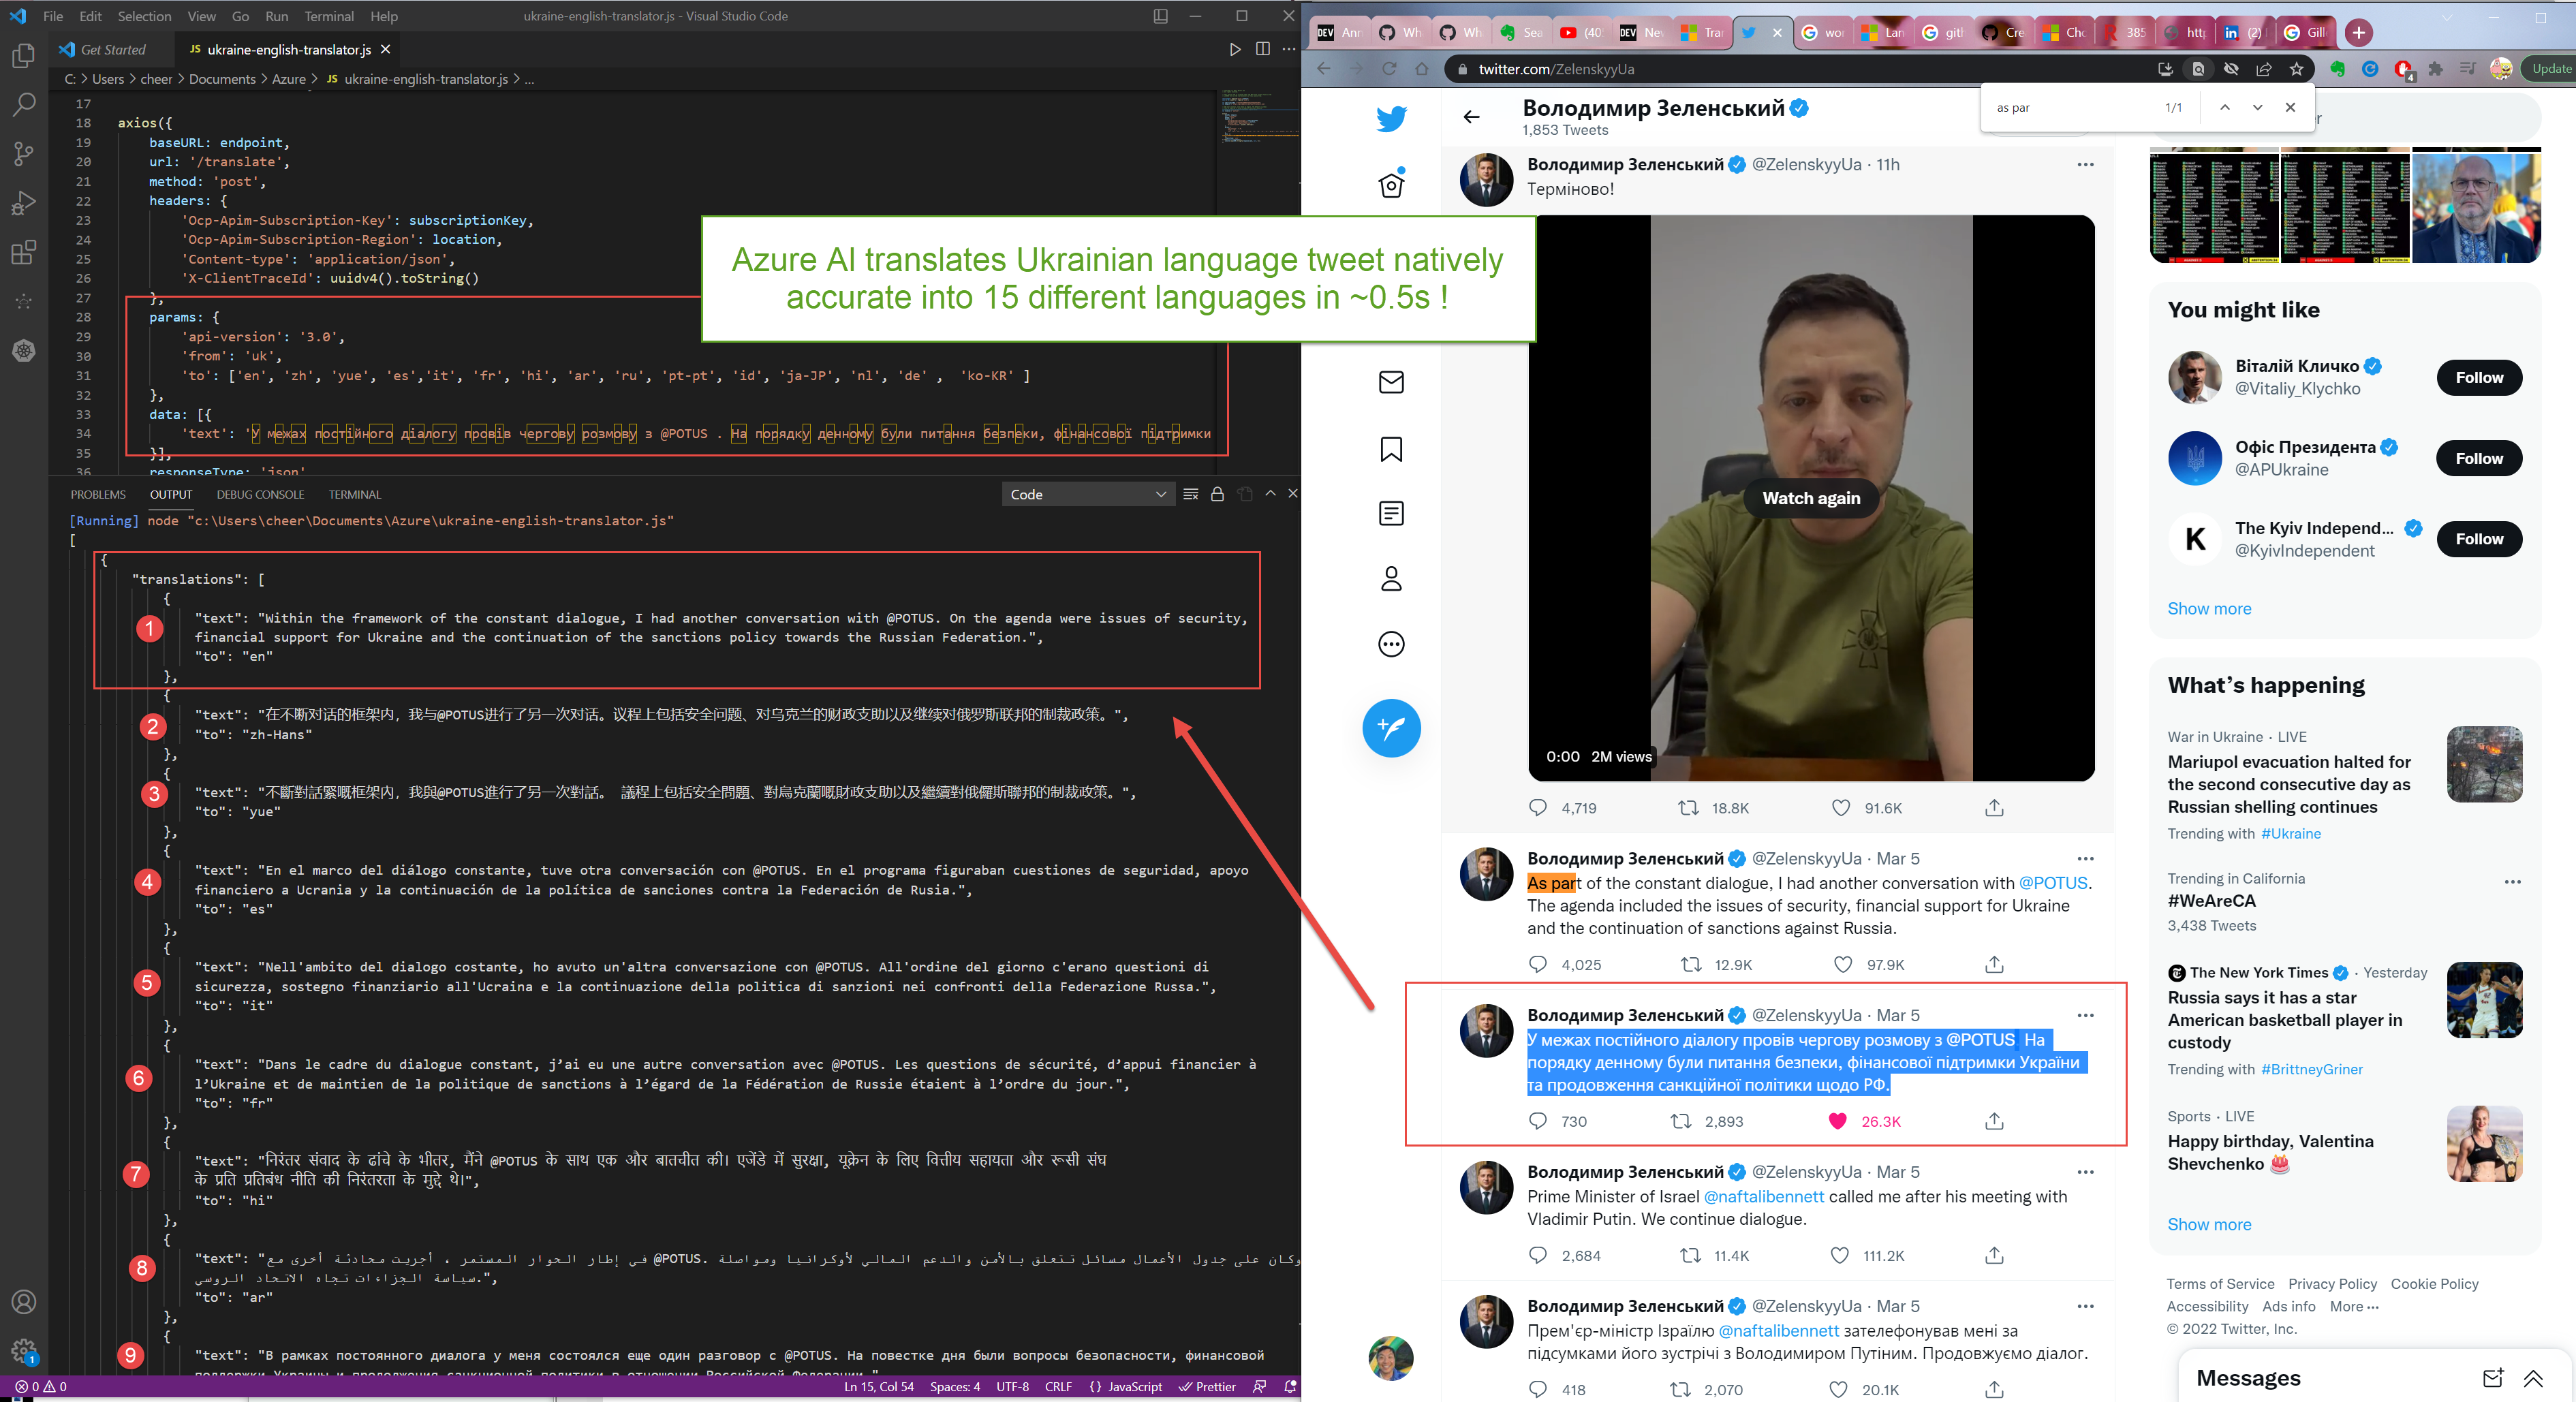 File Edit Selection View Go Run Terminal Help
ukraine-english-translator.js - Visual Studio Code
Get Started
JS ukraine-english-translator.js
C: > Users > cheer > Documents > Azure > JS ukraine-english-translator.js > ...
17
18 axios({
19 baseURL: endpoint,
20 url: '/translate',
21 method: 'post',
22 headers: {
23 'Ocp-Apim-Subscription-Key': subscriptionKey,
24 'Ocp-Apim-Subscription-Region': location,
25 'Content-type': 'application/json',
26 'X-ClientTraceId': uuidv4().toString()
27 },
28 params: {
29 'api-version': '3.0',
30 'from': 'uk',
31 'to': ['en', 'zh', 'yue', 'es','it', 'fr', 'hi', 'ar', 'ru', 'pt-pt', 'id', 'ja-JP', 'nl', 'de' , 'ko-KR' ]
32 },
33 data: [{
34 'text': 'У межах постійного діалогу провів чергову розмову з @POTUS . На порядку денному були питання безпеки, фінансової підтримки
35 }],
36 responseType: 'json'
Azure AI translates Ukrainian language tweet natively
accurate into 15 different languages in ~0.5s !
PROBLEMS OUTPUT DEBUG CONSOLE TERMINAL
Code
[Running] node "c:\Users\cheer\Documents\Azure\ukraine-english-translator.js"
[
{
"translations": [
{
1
"text": "Within the framework of the constant dialogue, I had another conversation with @POTUS. On the agenda were issues of security,
financial support for Ukraine and the continuation of the sanctions policy towards the Russian Federation.",
"to": "en"
},
{
2
"text": "在不断对话的框架内，我与@POTUS进行了另一次对话。议程上包括安全问题、对乌克兰的财政支助以及继续对俄罗斯联邦的制裁政策。",
"to": "zh-Hans"
},
{
3
"text": "不斷對話緊嘅框架内，我與@POTUS進行了另一次對話。 議程上包括安全問題、對烏克蘭嘅財政支助以及繼續對俄羅斯聯邦的制裁政策。",
"to": "yue"
},
{
4
"text": "En el marco del diálogo constante, tuve otra conversación con @POTUS. En el programa figuraban cuestiones de seguridad, apoyo
financiero a Ucrania y la continuación de la política de sanciones contra la Federación de Rusia.",
"to": "es"
},
{
5
"text": "Nell'ambito del dialogo costante, ho avuto un'altra conversazione con @POTUS. All'ordine del giorno c'erano questioni di
sicurezza, sostegno finanziario all'Ucraina e la continuazione della politica di sanzioni nei confronti della Federazione Russa.",
"to": "it"
},
{
6
"text": "Dans le cadre du dialogue constant, j’ai eu une autre conversation avec @POTUS. Les questions de sécurité, d’appui financier à
l’Ukraine et de maintien de la politique de sanctions à l’égard de la Fédération de Russie étaient à l’ordre du jour.",
"to": "fr"
},
{
7
"text": "निरंतर संवाद के ढांचे के भीतर, मैंने @POTUS के साथ एक और बातचीत की। एजेंडे में सुरक्षा, यूक्रेन के लिए वित्तीय सहायता और रूसी संघ
के प्रति प्रतिबंध नीति की निरंतरता के मुद्दे थे।",
"to": "hi"
},
{
8
"text": "في إطار الحوار المستمر ، أجريت محادثة أخرى مع @POTUS. وكان على جدول الأعمال مسائل تتعلق بالأمن والدعم المالي لأوكرانيا ومواصلة
سياسة الجزاءات تجاه الاتحاد الروسي.",
"to": "ar"
},
{
9
"text": "В рамках постоянного диалога у меня состоялся еще один разговор с @POTUS. На повестке дня были вопросы безопасности, финансовой
поддержки Украины и продолжения санкционной политики в отношении Российской Федерации."
0 0
Ln 15, Col 54 Spaces: 4 UTF-8 CRLF {} JavaScript Prettier
1
DEV Ann Wh Wh Sea (40 DEV Ne Tra wor Lan gith Cre Ch R 385 http in (2) Gill
twitter.com/ZelenskyyUa
4
Update
as par 1/1
Володимир Зеленський
1,853 Tweets
Володимир Зеленський @ZelenskyyUa · 11h
Терміново!
Watch again
0:00 2M views
4,719 18.8K 91.6K
Володимир Зеленський @ZelenskyyUa · Mar 5
As part of the constant dialogue, I had another conversation with @POTUS.
The agenda included the issues of security, financial support for Ukraine
and the continuation of sanctions against Russia.
4,025 12.9K 97.9K
Володимир Зеленський @ZelenskyyUa · Mar 5
У межах постійного діалогу провів чергову розмову з @POTUS На
порядку денному були питання безпеки, фінансової підтримки України
та продовження санкційної політики щодо РФ.
730 2,893 26.3K
Володимир Зеленський @ZelenskyyUa · Mar 5
Prime Minister of Israel @naftalibennett called me after his meeting with
Vladimir Putin. We continue dialogue.
2,684 11.4K 111.2K
Володимир Зеленський @ZelenskyyUa · Mar 5
Прем'єр-міністр Ізраїлю @naftalibennett зателефонував мені за
підсумками його зустрічі з Володимиром Путіним. Продовжуємо діалог.
418 2,070 20.1K
You might like
Віталій Кличко
@Vitaliy_Klychko
Follow
Офіс Президента
@APUkraine
Follow
K
The Kyiv Independ...
@KyivIndependent
Follow
Show more
What’s happening
War in Ukraine · LIVE
Mariupol evacuation halted for
the second consecutive day as
Russian shelling continues
Trending with #Ukraine
Trending in California
#WeAreCA
3,438 Tweets
The New York Times · Yesterday
Russia says it has a star
American basketball player in
custody
Trending with #BrittneyGriner
Sports · LIVE
Happy birthday, Valentina
Shevchenko 🎂
Show more
Terms of Service Privacy Policy Cookie Policy
Accessibility Ads info More ···
© 2022 Twitter, Inc.
Messages